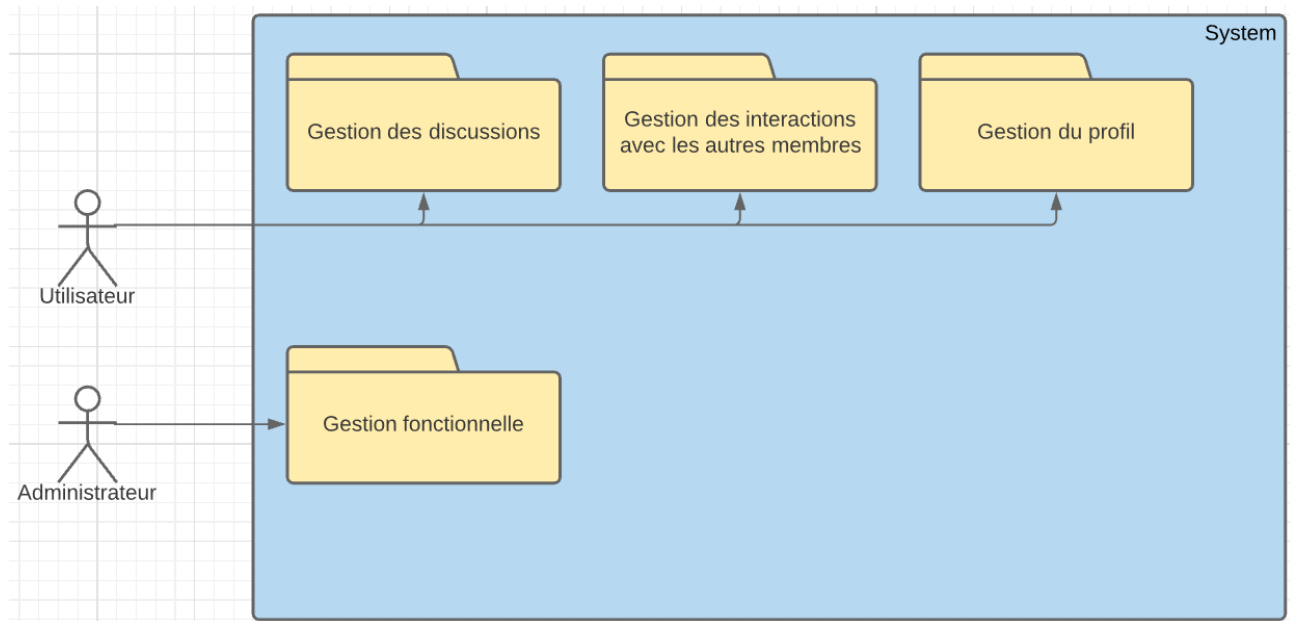 System
Gestion des discussions
Gestion des interactions
avec les autres membres
Gestion du profil
Utilisateur
Gestion fonctionnelle
Administrateur